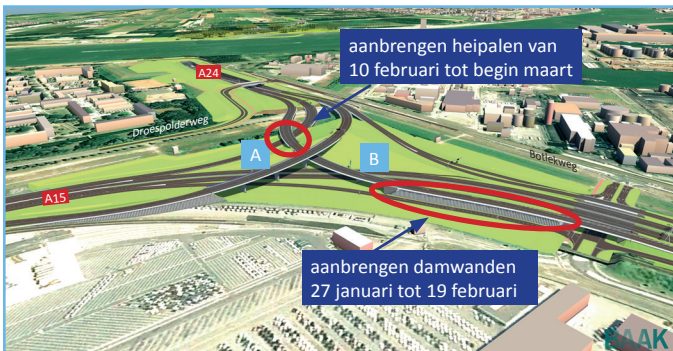 aanbrengen heipalen van
10 februari tot begin maart
A24
Droespolderweg
A
B
Botlekweg
A15
aanbrengen damwanden
27 januari tot 19 februari
BAAK